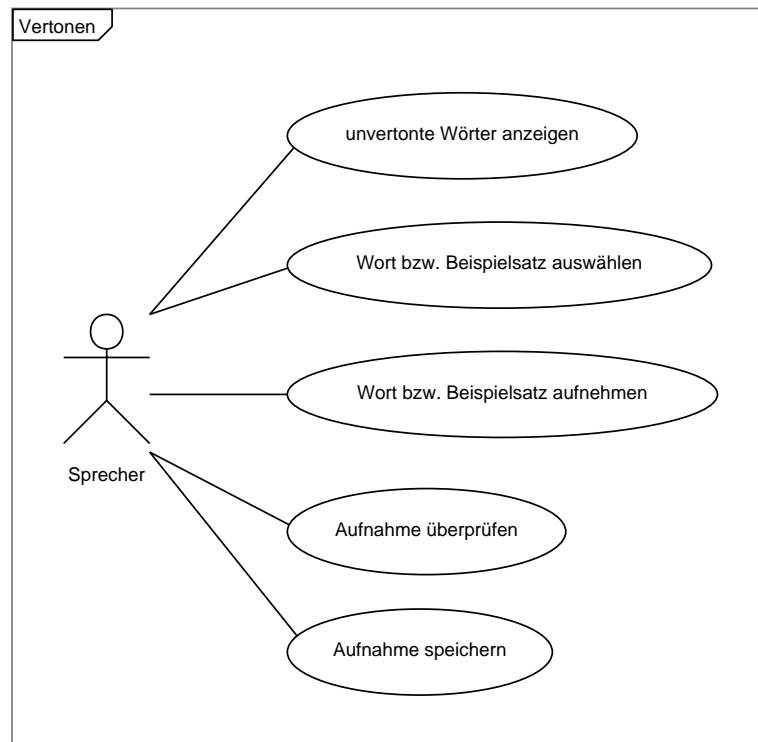 Vertonen
unvertonte Wörter anzeigen
Wort bzw. Beispielsatz auswählen
Wort bzw. Beispielsatz aufnehmen
Sprecher
Aufnahme überprüfen
Aufnahme speichern